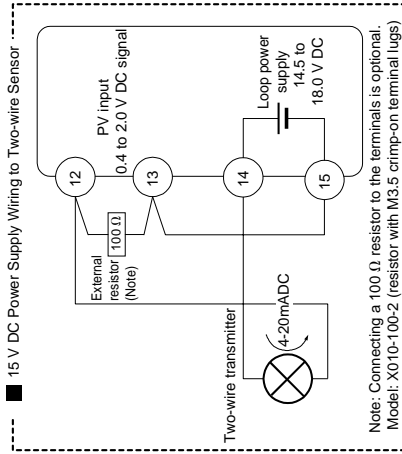 ■ 15 V DC Power Supply Wiring to Two-wire Sensor
PV input
0.4 to 2.0 V DC signal
Loop power
supply
14.5 to
18.0 V DC
12
13
14
15
External
resistor
(Note)
100 Ω
Two-wire transmitter
4-20mADC
Note: Connecting a 100 Ω resistor to the terminals is optional.
Model: X010-100-2 (resistor with M3.5 crimp-on terminal lugs)